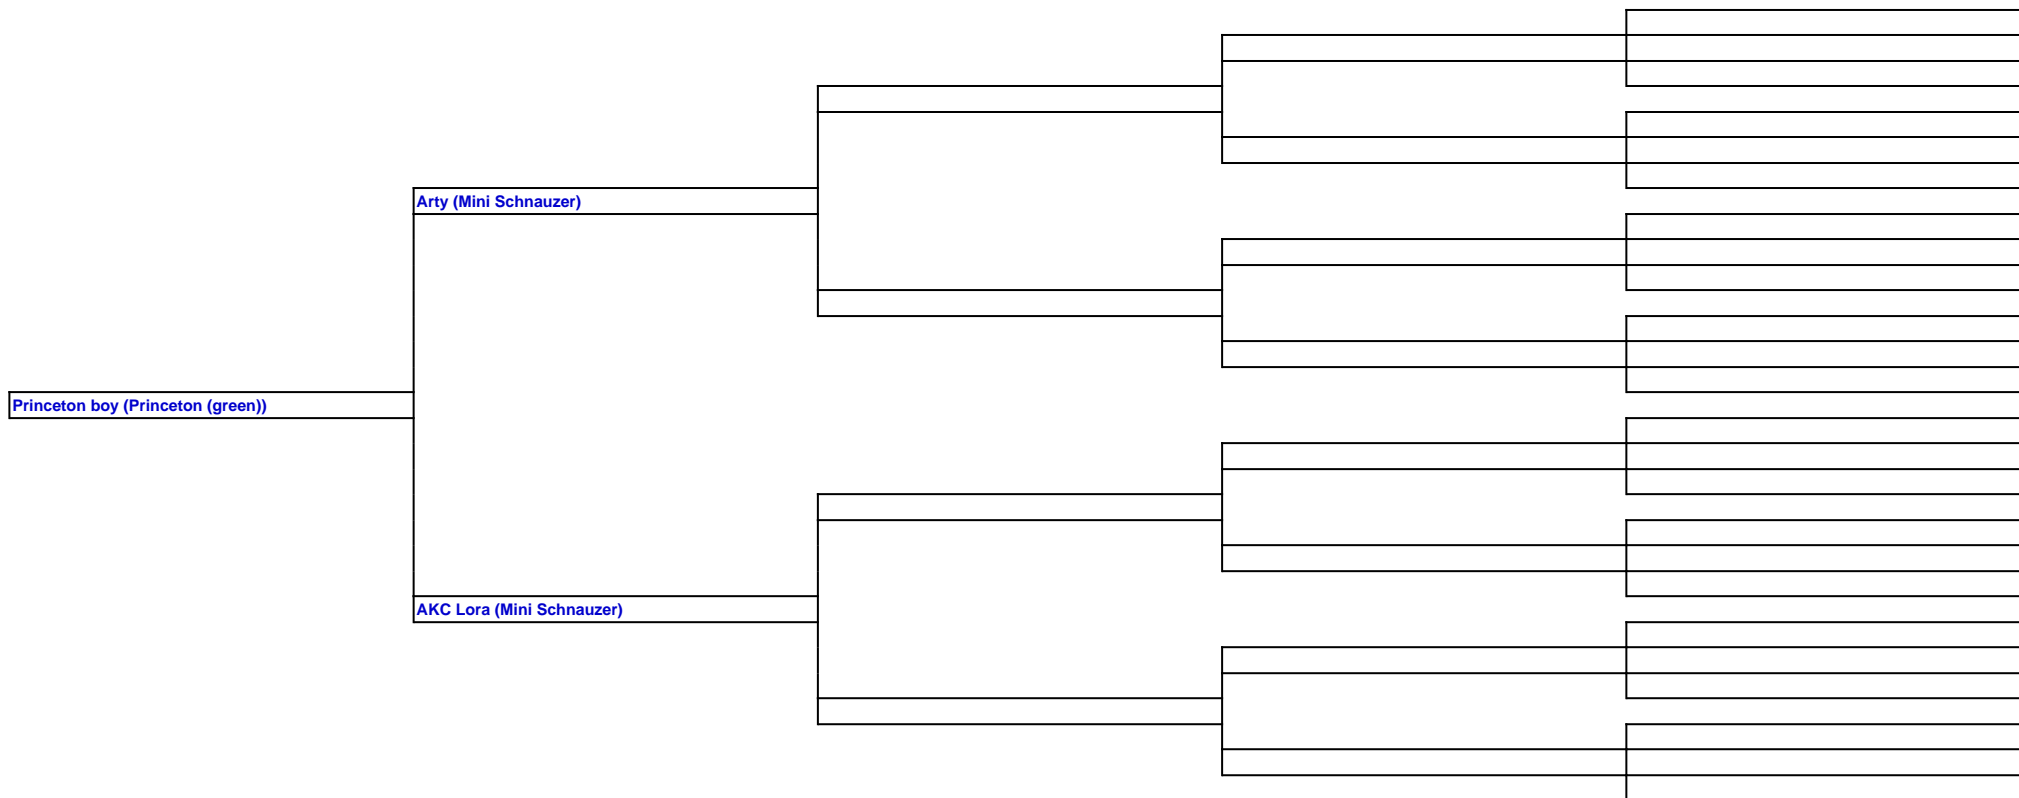 Arty (Mini Schnauzer)
Princeton boy (Princeton (green))
AKC Lora (Mini Schnauzer)